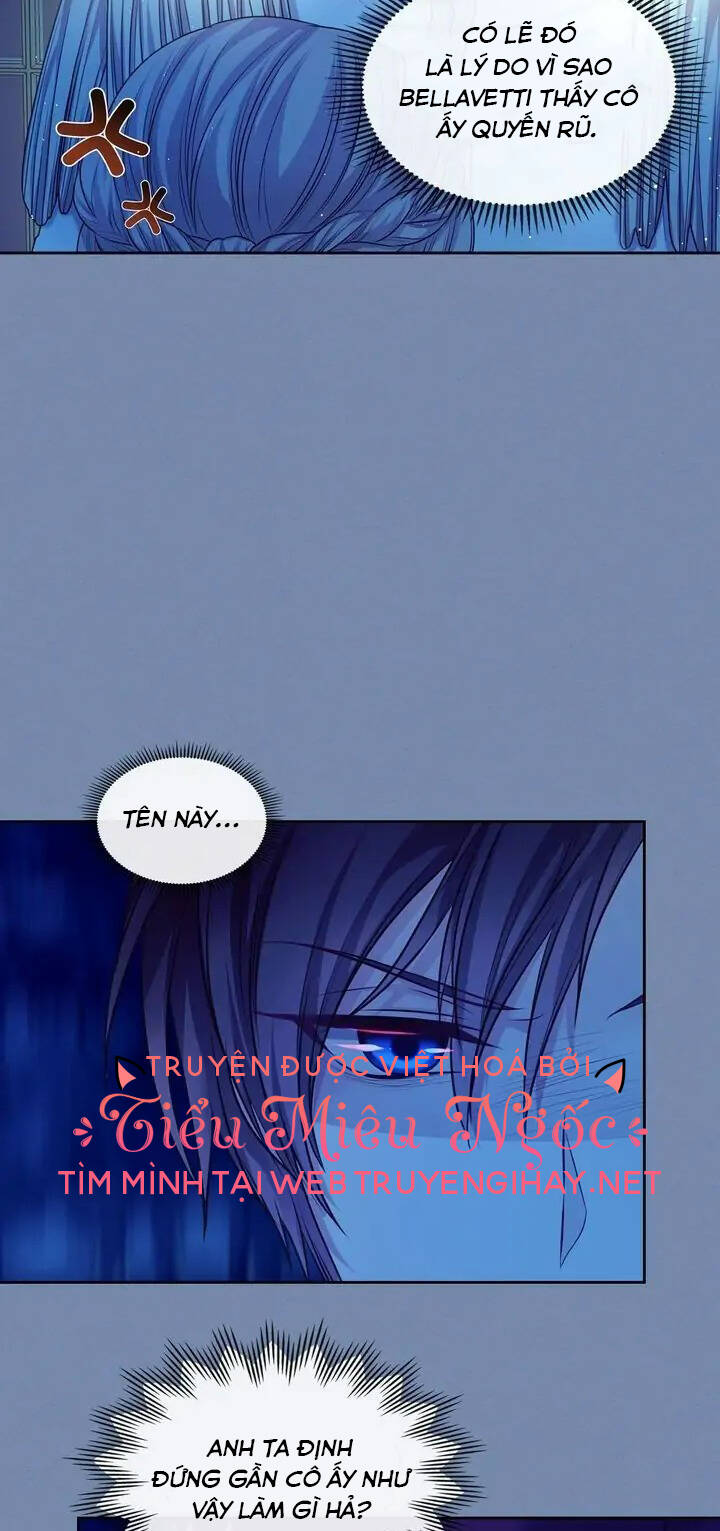 CÓ LẼ ĐÓ
LÀ LÝ DO VÌ SAO
BELLAVETTI THẤY CÔ
ẤY QUYẾN RŨ.
TÊN NÀY...
TRUYỆN ĐƯỢC VIỆT HOÁ BỞI
Tiểu Miêu Ngốc
TÌM MÌNH TẠI WEB TRUYENGIHAY.NET
ANH TA ĐỊNH
ĐỨNG GẦN CÔ ẤY NHƯ
VẬY LÀM GÌ HẢ?